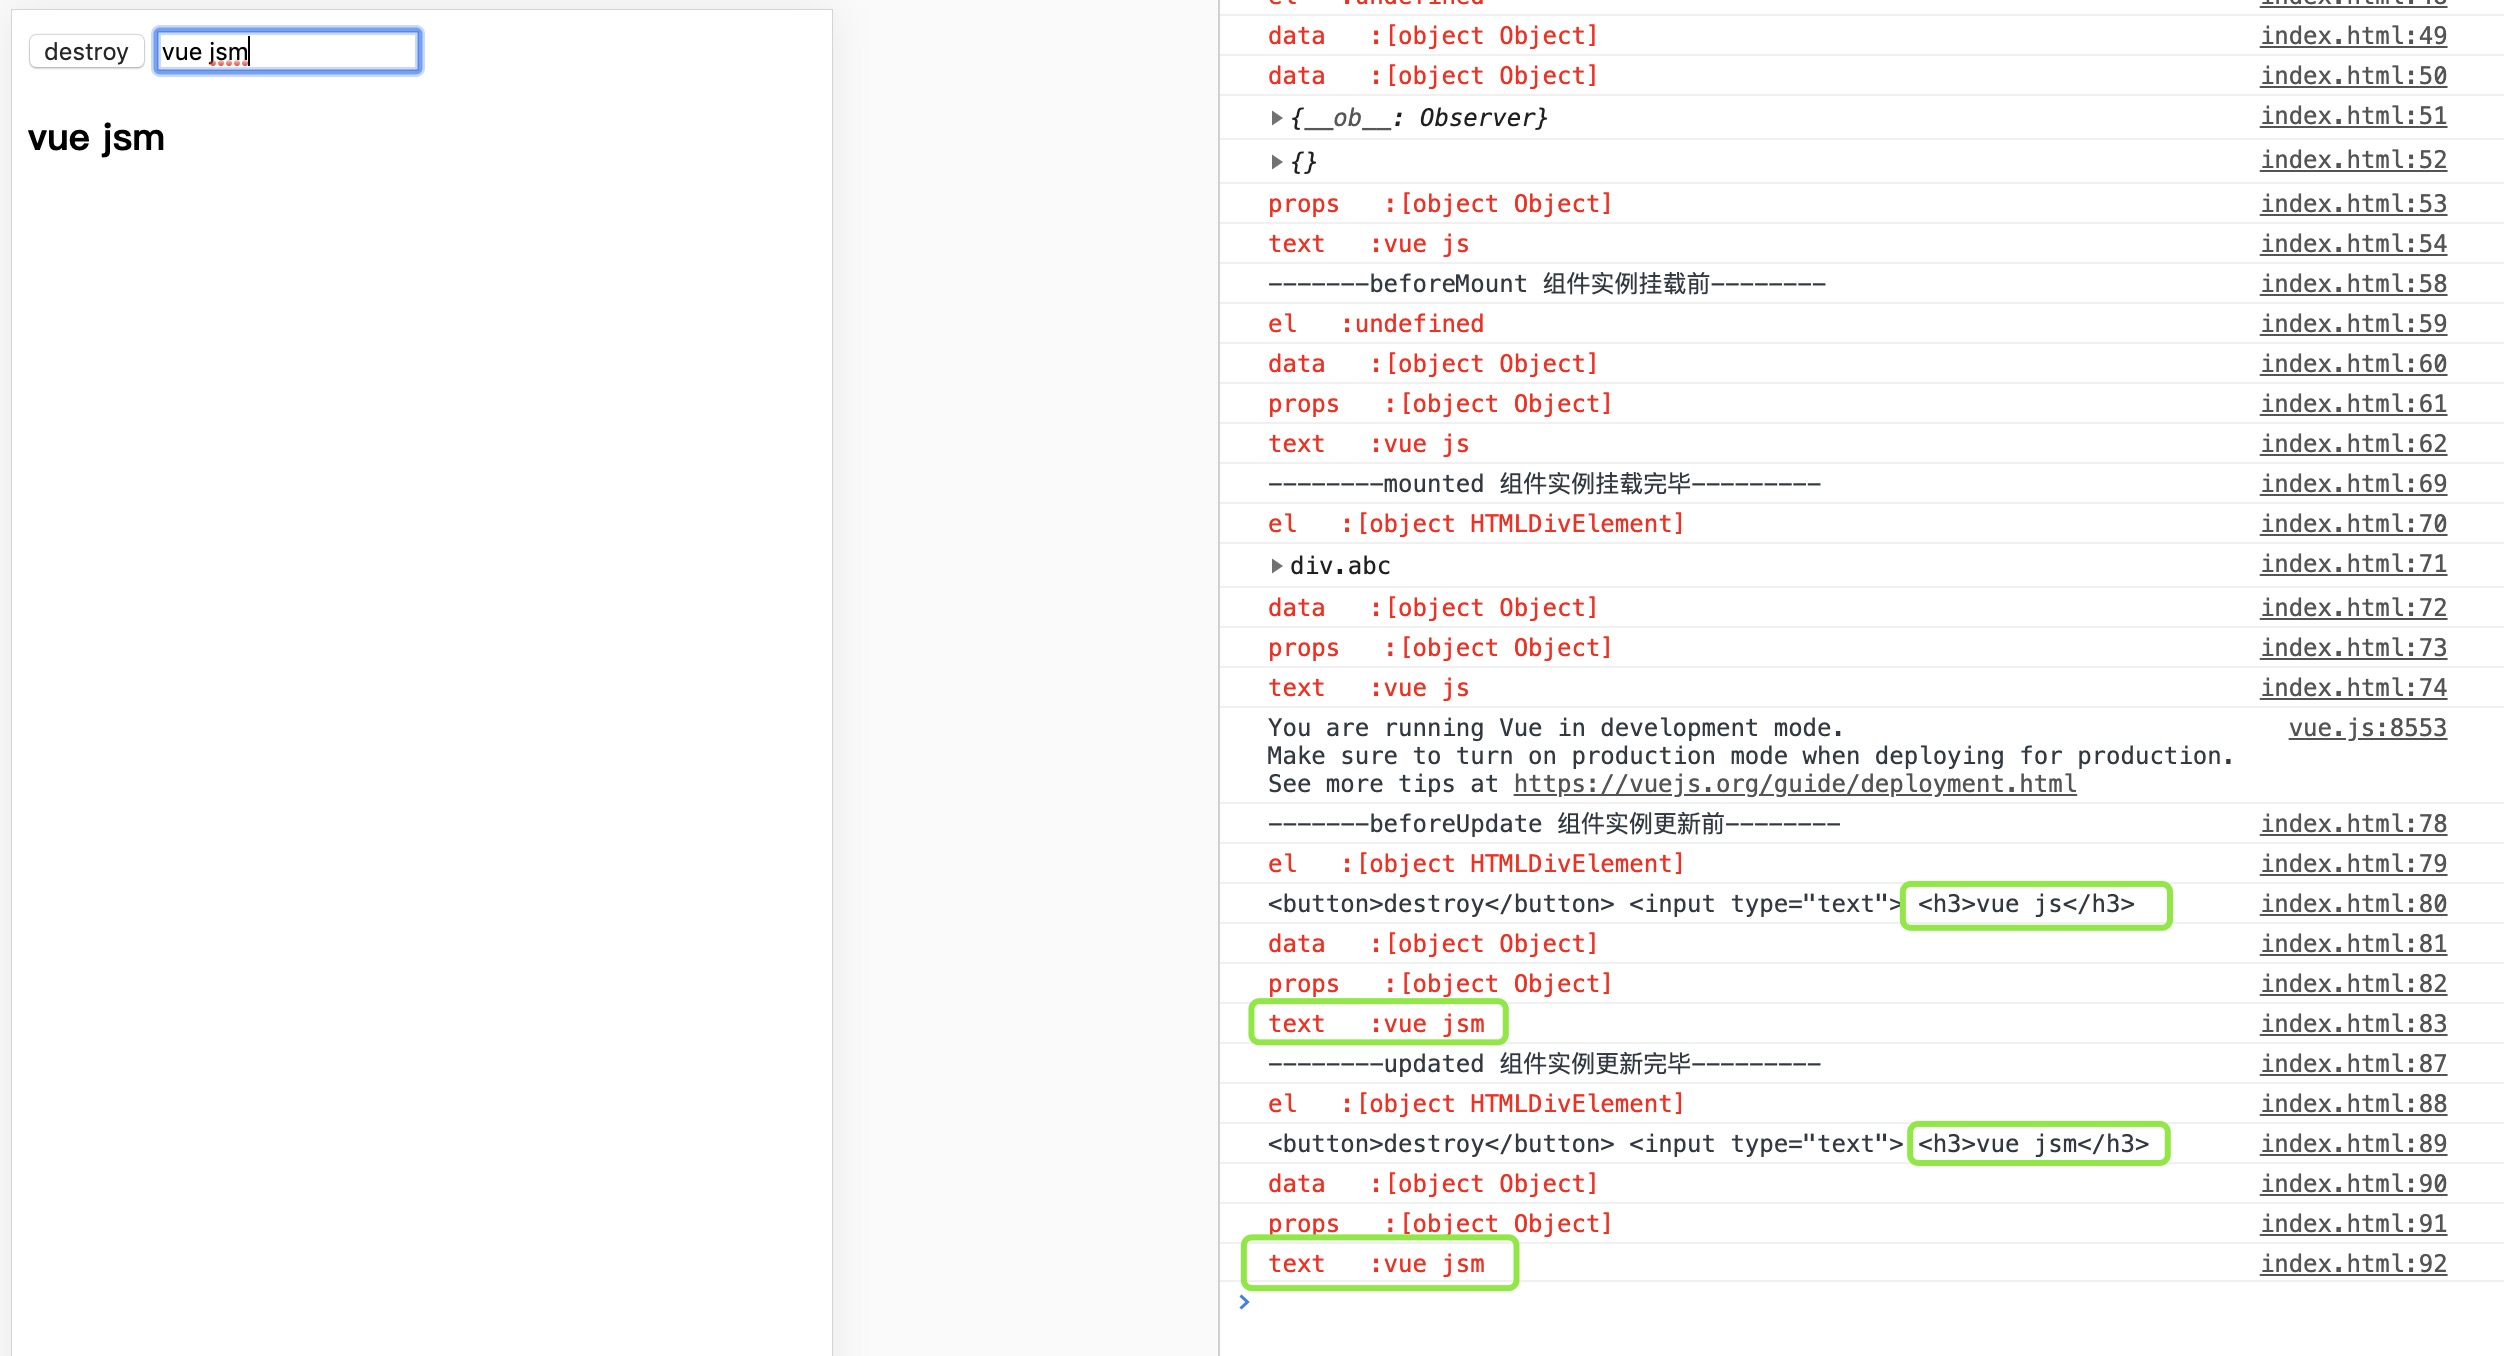 destroy vue jsm
vue jsm
el   :undefined index.html:48
data   :[object Object] index.html:49
data   :[object Object] index.html:50
{__ob__: Observer} index.html:51
{} index.html:52
props   :[object Object] index.html:53
text   :vue js index.html:54
-------beforeMount 组件实例挂载前-------- index.html:58
el   :undefined index.html:59
data   :[object Object] index.html:60
props   :[object Object] index.html:61
text   :vue js index.html:62
--------mounted 组件实例挂载完毕--------- index.html:69
el   :[object HTMLDivElement] index.html:70
div.abc index.html:71
data   :[object Object] index.html:72
props   :[object Object] index.html:73
text   :vue js index.html:74
You are running Vue in development mode. vue.js:8553
Make sure to turn on production mode when deploying for production.
See more tips at https://vuejs.org/guide/deployment.html
-------beforeUpdate 组件实例更新前-------- index.html:78
el   :[object HTMLDivElement] index.html:79
<button>destroy</button> <input type="text"> <h3>vue js</h3> index.html:80
data   :[object Object] index.html:81
props   :[object Object] index.html:82
text   :vue jsm index.html:83
--------updated 组件实例更新完毕--------- index.html:87
el   :[object HTMLDivElement] index.html:88
<button>destroy</button> <input type="text"> <h3>vue jsm</h3> index.html:89
data   :[object Object] index.html:90
props   :[object Object] index.html:91
text   :vue jsm index.html:92